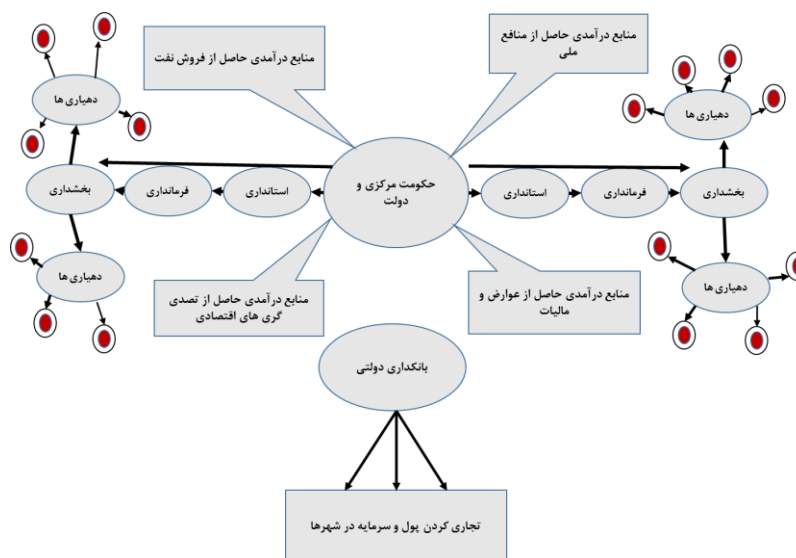 منابع درآمدی حاصل از منافع
ملی
منابع درآمدی حاصل از فروش نفت
دهیاری ها
دهیاری ها
حکومت مرکزی و
دولت
استانداری
فرمانداری
بخشداری
استانداری
فرمانداری
بخشداری
دهیاری ها
دهیاری ها
منابع درآمدی حاصل از عوارض و
مالیات
منابع درآمدی حاصل از تصدی
گری های اقتصادی
بانکداری دولتی
تجاری کردن پول و سرمایه در شهرها